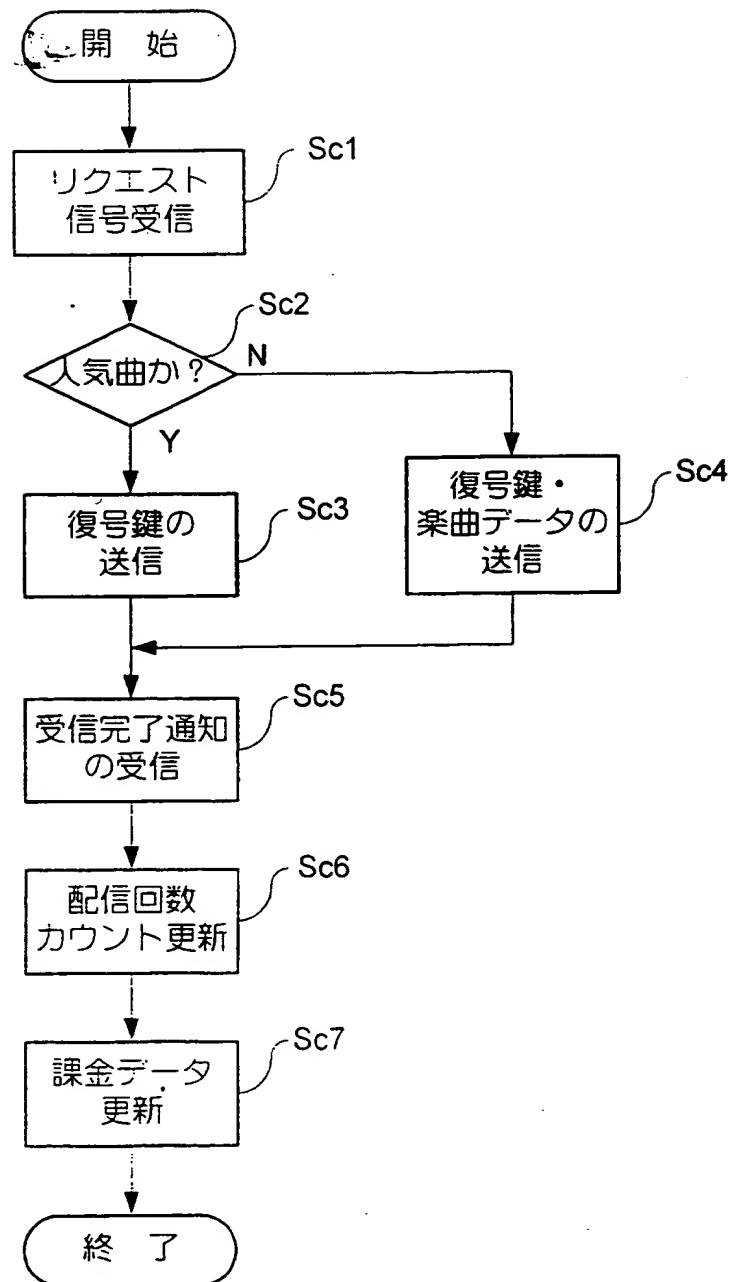 開 始
リクエスト
信号受信
Sc1
人気曲か?
Sc2
N
Y
復号鍵の
送信
Sc3
復号鍵・
楽曲データの
送信
Sc4
受信完了通知
の受信
Sc5
配信回数
カウント更新
Sc6
課金データ
更新
Sc7
終 了